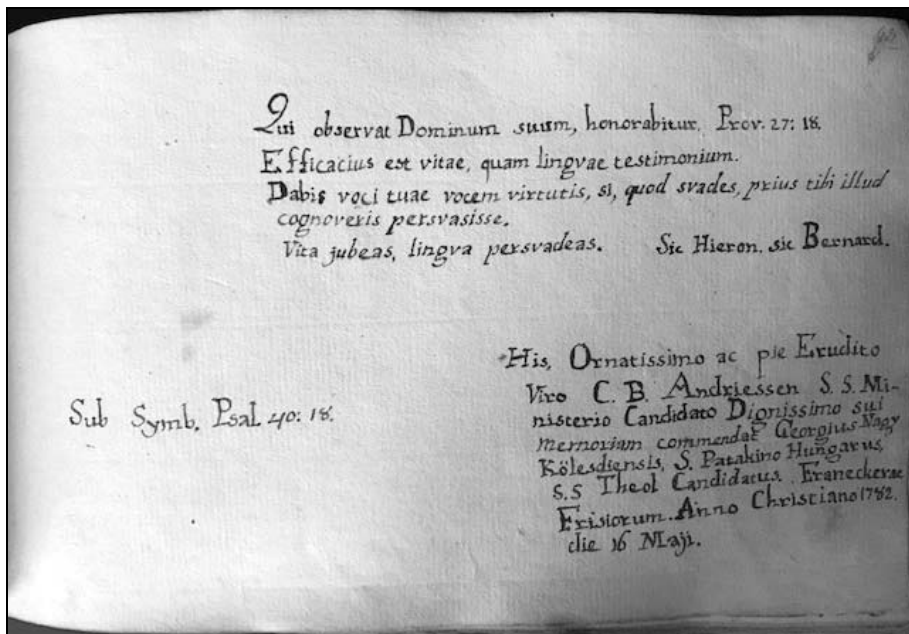 Qui observat Dominum suum, honorabitur. Prov. 27: 18.
Efficacius est vitae, quam lingvae testimonium.
Dabis voci tuae vocem virtutis, si, quod svades, prius tibi illud
cognoveris persvasisse.
Vita jubeas, lingva persvadeas. Sic Hieron. sic Bernard.
Sub Symb. Psal. 40: 18.
His, Ornatissimo ac pie Erudito
Viro C. B. Andriessen S. S. Mi-
nisterio Candidato Dignissimo sui
memoriam commendat Georgius Nagy
Kölesdiensis, S. Patakino Hungarus,
S.S Theol Candidatus. Franeckerae
Frisiorum. Anno Christiano 1782.
die 16 Maji.